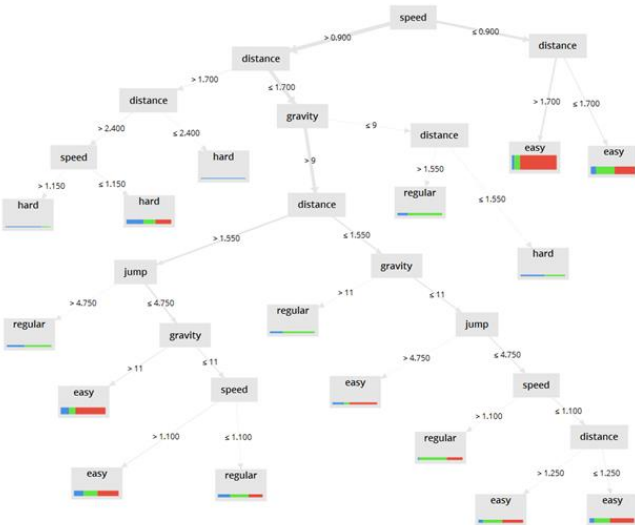 speed
> 0.900
≤ 0.900
distance
distance
> 1.700
≤ 1.700
> 1.700
≤ 1.700
distance
gravity
≤ 9
distance
easy
easy
> 2.400
≤ 2.400
> 9
> 1.550
≤ 1.550
speed
hard
regular
> 1.150
≤ 1.150
hard
hard
distance
hard
> 1.550
≤ 1.550
jump
gravity
> 4.750
≤ 4.750
> 11
≤ 11
regular
gravity
regular
jump
> 11
≤ 11
> 4.750
≤ 4.750
easy
speed
easy
speed
> 1.100
≤ 1.100
> 1.100
≤ 1.100
regular
distance
easy
regular
> 1.250
≤ 1.250
easy
easy